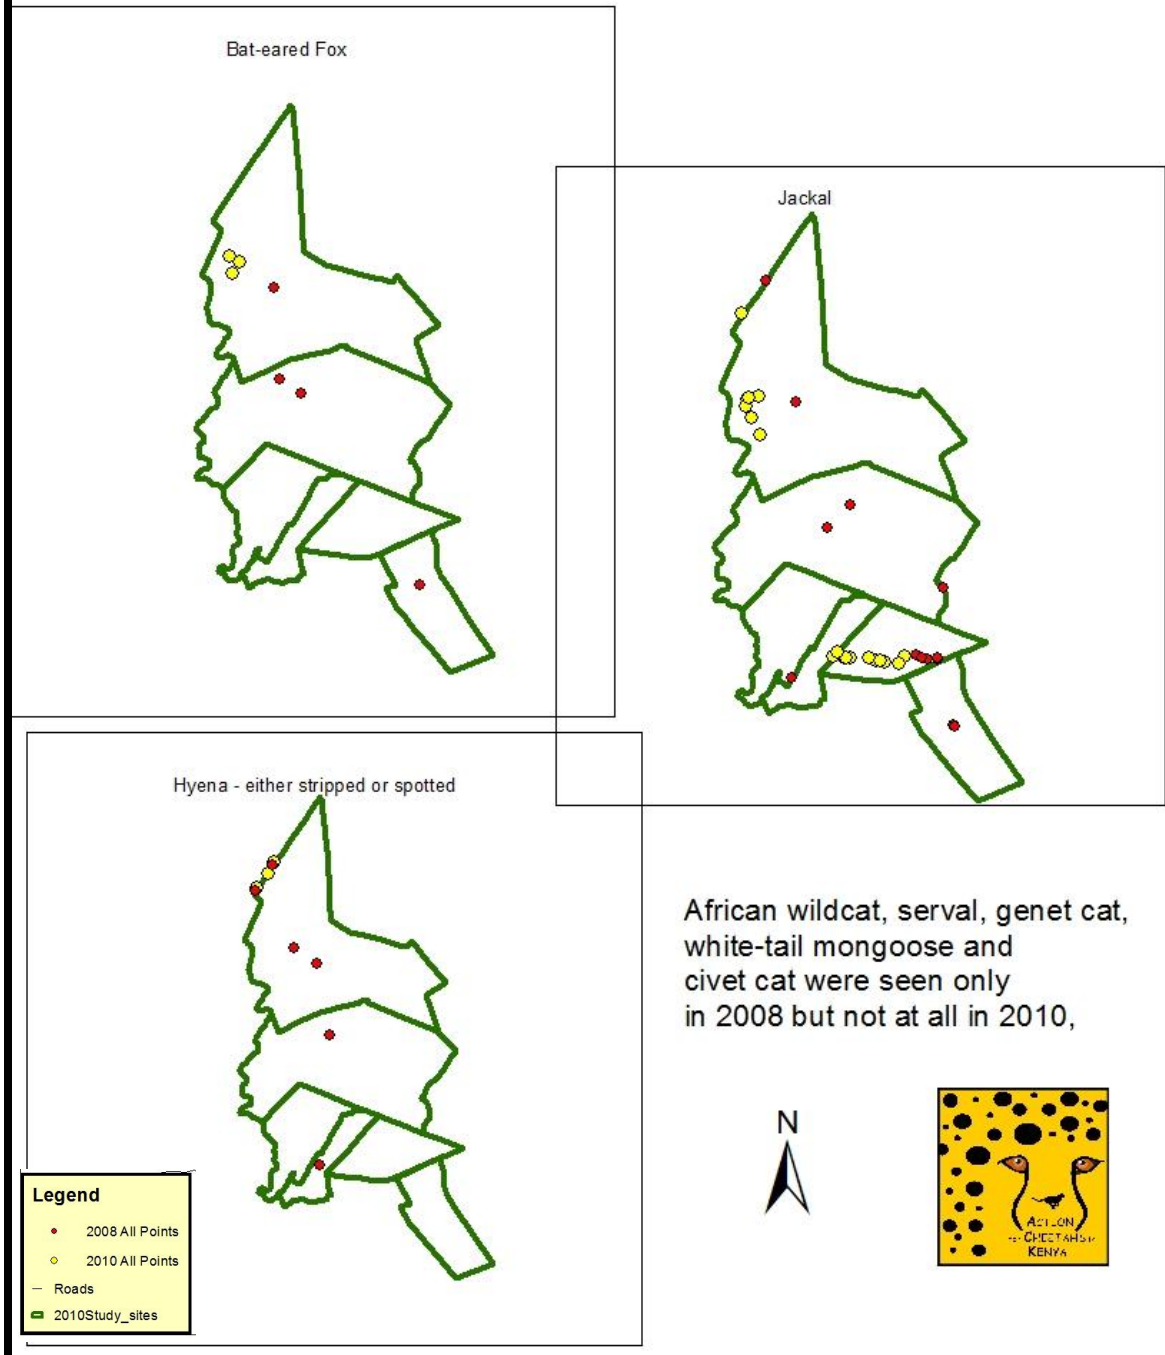 Bat-eared Fox
Jackal
Hyena - either stripped or spotted
African wildcat, serval, genet cat,
white-tail mongoose and
civet cat were seen only
in 2008 but not at all in 2010,
N
Legend
2008 All Points
2010 All Points
Roads
2010Study_sites
ACTION
CHEETAHS
KENYA